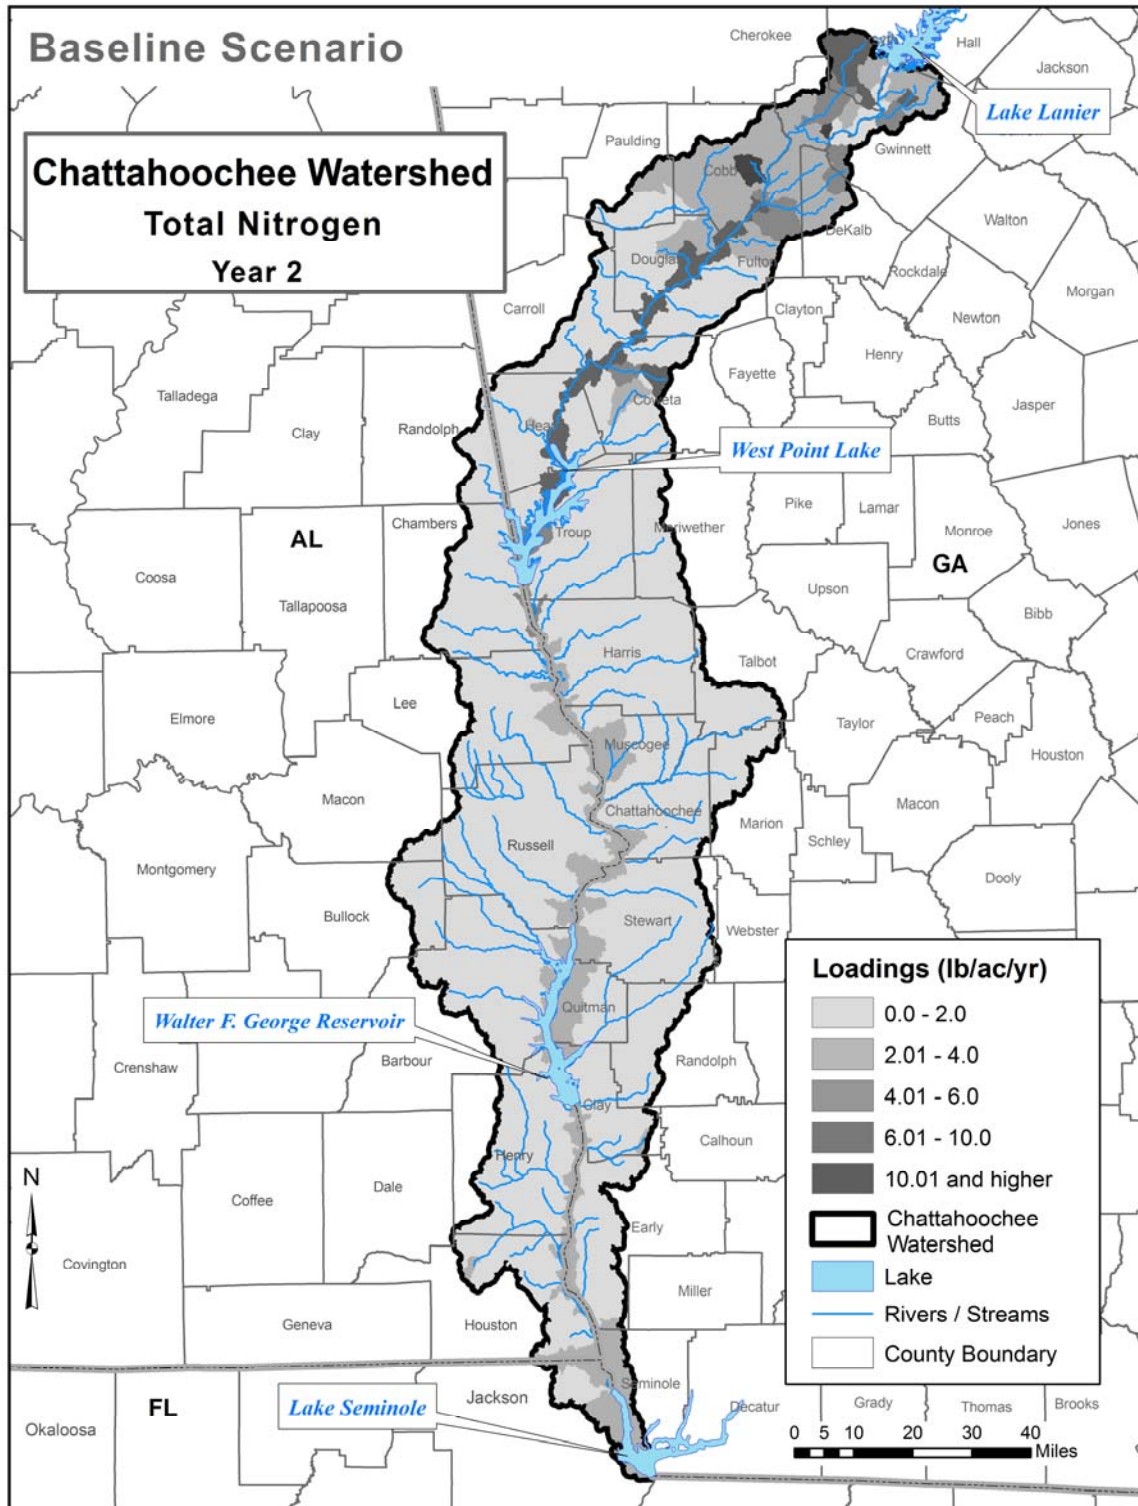 Baseline Scenario
Chattahoochee Watershed
Total Nitrogen
Year 2
Cherokee
Hall
Jackson
Lake Lanier
Paulding
Cobb
Gwinnett
Walton
DeKalb
Douglas
Fulton
Rockdale
Morgan
Carroll
Clayton
Newton
Henry
Fayette
Talladega
Coweta
Jasper
Butts
Clay
Randolph
Heard
West Point Lake
Pike
Lamar
Chambers
Troup
Meriwether
Monroe
Jones
AL
GA
Coosa
Tallapoosa
Upson
Bibb
Harris
Talbot
Crawford
Elmore
Lee
Taylor
Peach
Muscogee
Houston
Macon
Chattahoochee
Macon
Marion
Schley
Russell
Montgomery
Dooly
Bullock
Stewart
Webster
Quitman
Walter F. George Reservoir
Barbour
Randolph
Crenshaw
Clay
Calhoun
Henry
Coffee
Dale
Early
Covington
Miller
Geneva
Houston
Seminole
Jackson
Decatur
FL
Lake Seminole
Okaloosa
Grady
Thomas
Brooks
N
Loadings (lb/ac/yr)
0.0 - 2.0
2.01 - 4.0
4.01 - 6.0
6.01 - 10.0
10.01 and higher
Chattahoochee
Watershed
Lake
Rivers / Streams
County Boundary
0 5 10 20 30 40
Miles